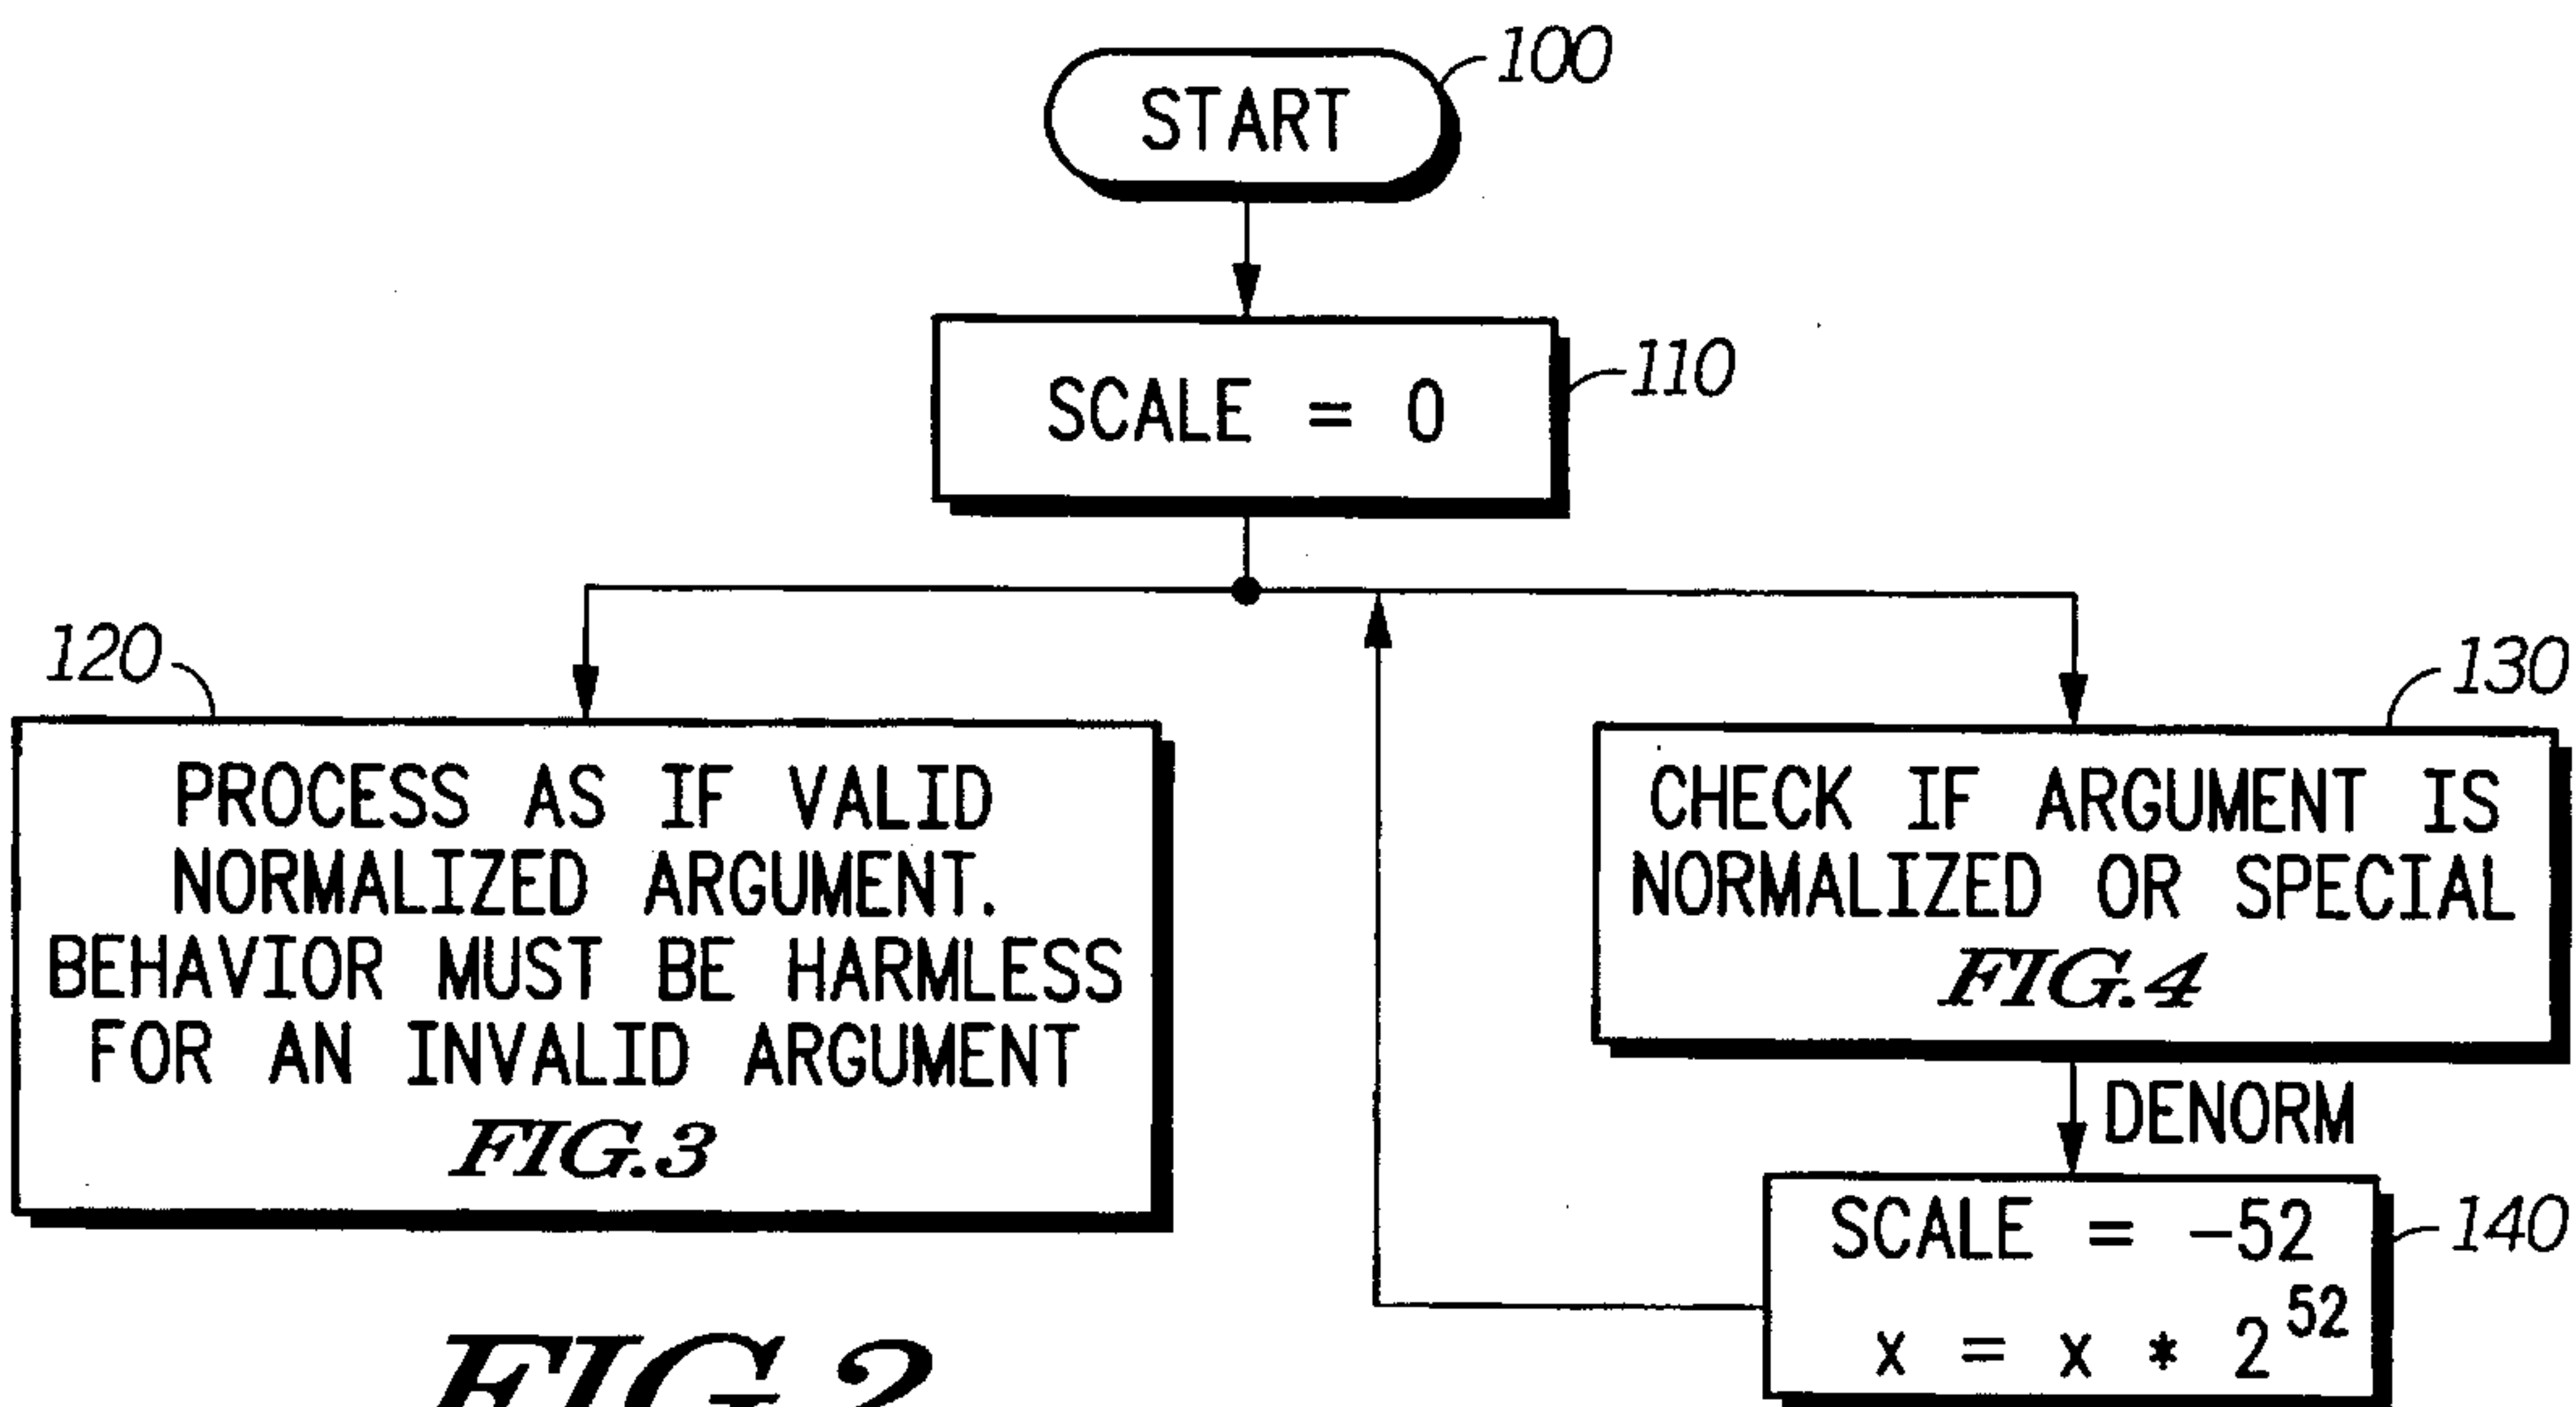 START
100
SCALE = 0
110
120
PROCESS AS IF VALID
NORMALIZED ARGUMENT.
BEHAVIOR MUST BE HARMLESS
FOR AN INVALID ARGUMENT
FIG.3
130
CHECK IF ARGUMENT IS
NORMALIZED OR SPECIAL
FIG.4
DENORM
SCALE = -52
x = x * 2^52
140
FIG.2